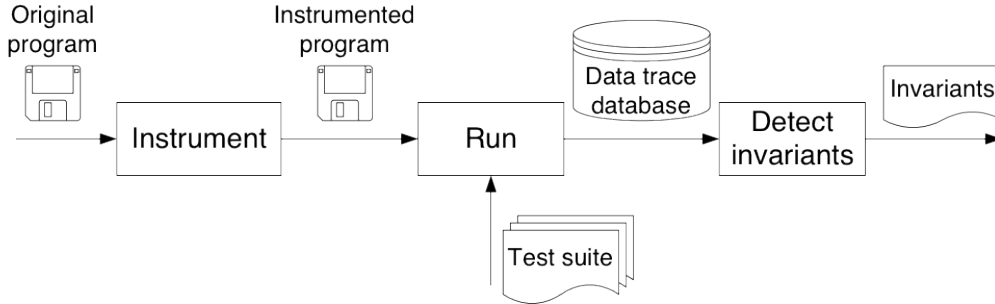 Original
program
Instrumented
program
Data trace
database
Invariants
Instrument
Run
Detect
invariants
Test suite